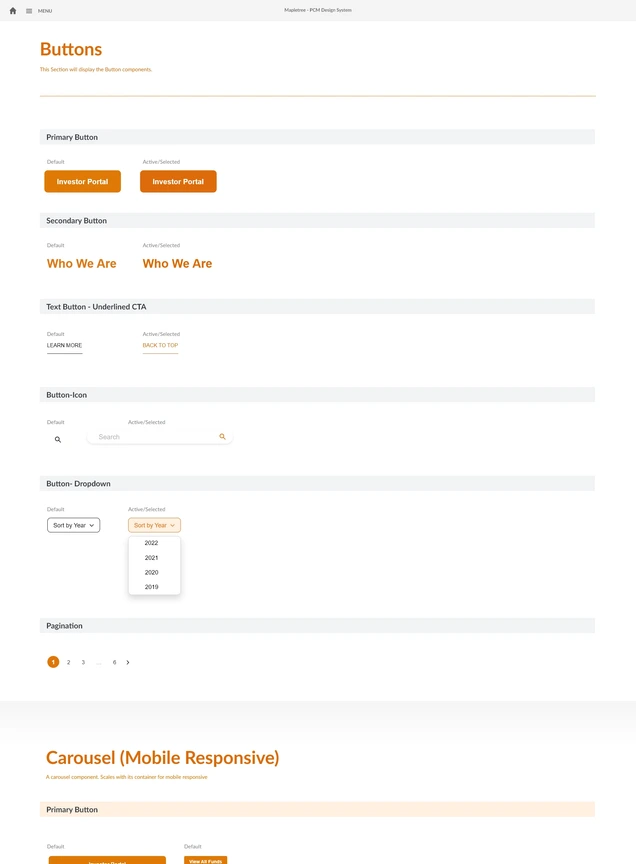 MENU
Mapletree - PCM Design System
Buttons
This Section will display the Button components.
Primary Button
Default Active/Selected
Investor Portal Investor Portal
Secondary Button
Default Active/Selected
Who We Are Who We Are
Text Button - Underlined CTA
Default Active/Selected
LEARN MORE BACK TO TOP
Button-Icon
Default Active/Selected
Search
Button- Dropdown
Default Active/Selected
Sort by Year Sort by Year
2022
2021
2020
2019
Pagination
1 2 3 ... 6
Carousel (Mobile Responsive)
A carousel component. Scales with its container for mobile responsive
Primary Button
Default Default
Investor Portal View All Funds